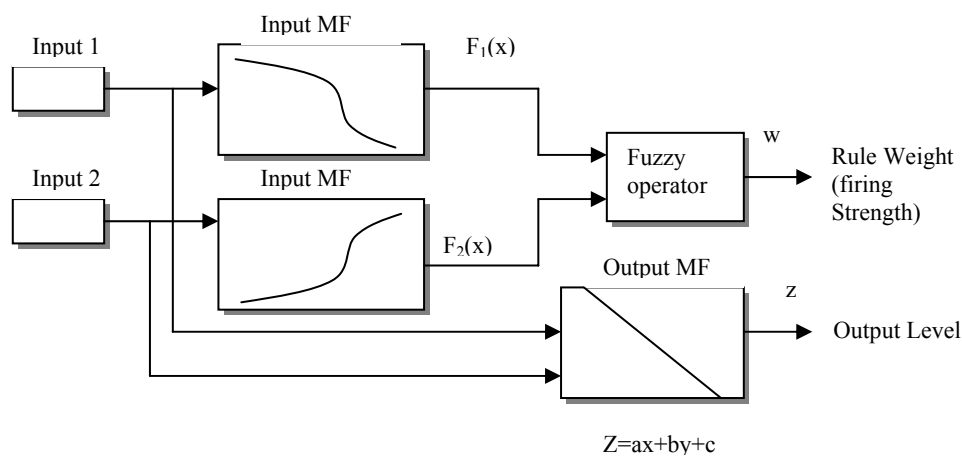 Input 1
Input MF
F₁(x)
Input 2
Input MF
F₂(x)
Fuzzy
operator
w
Rule Weight
(firing
Strength)
Output MF
z
Output Level
Z=ax+by+c